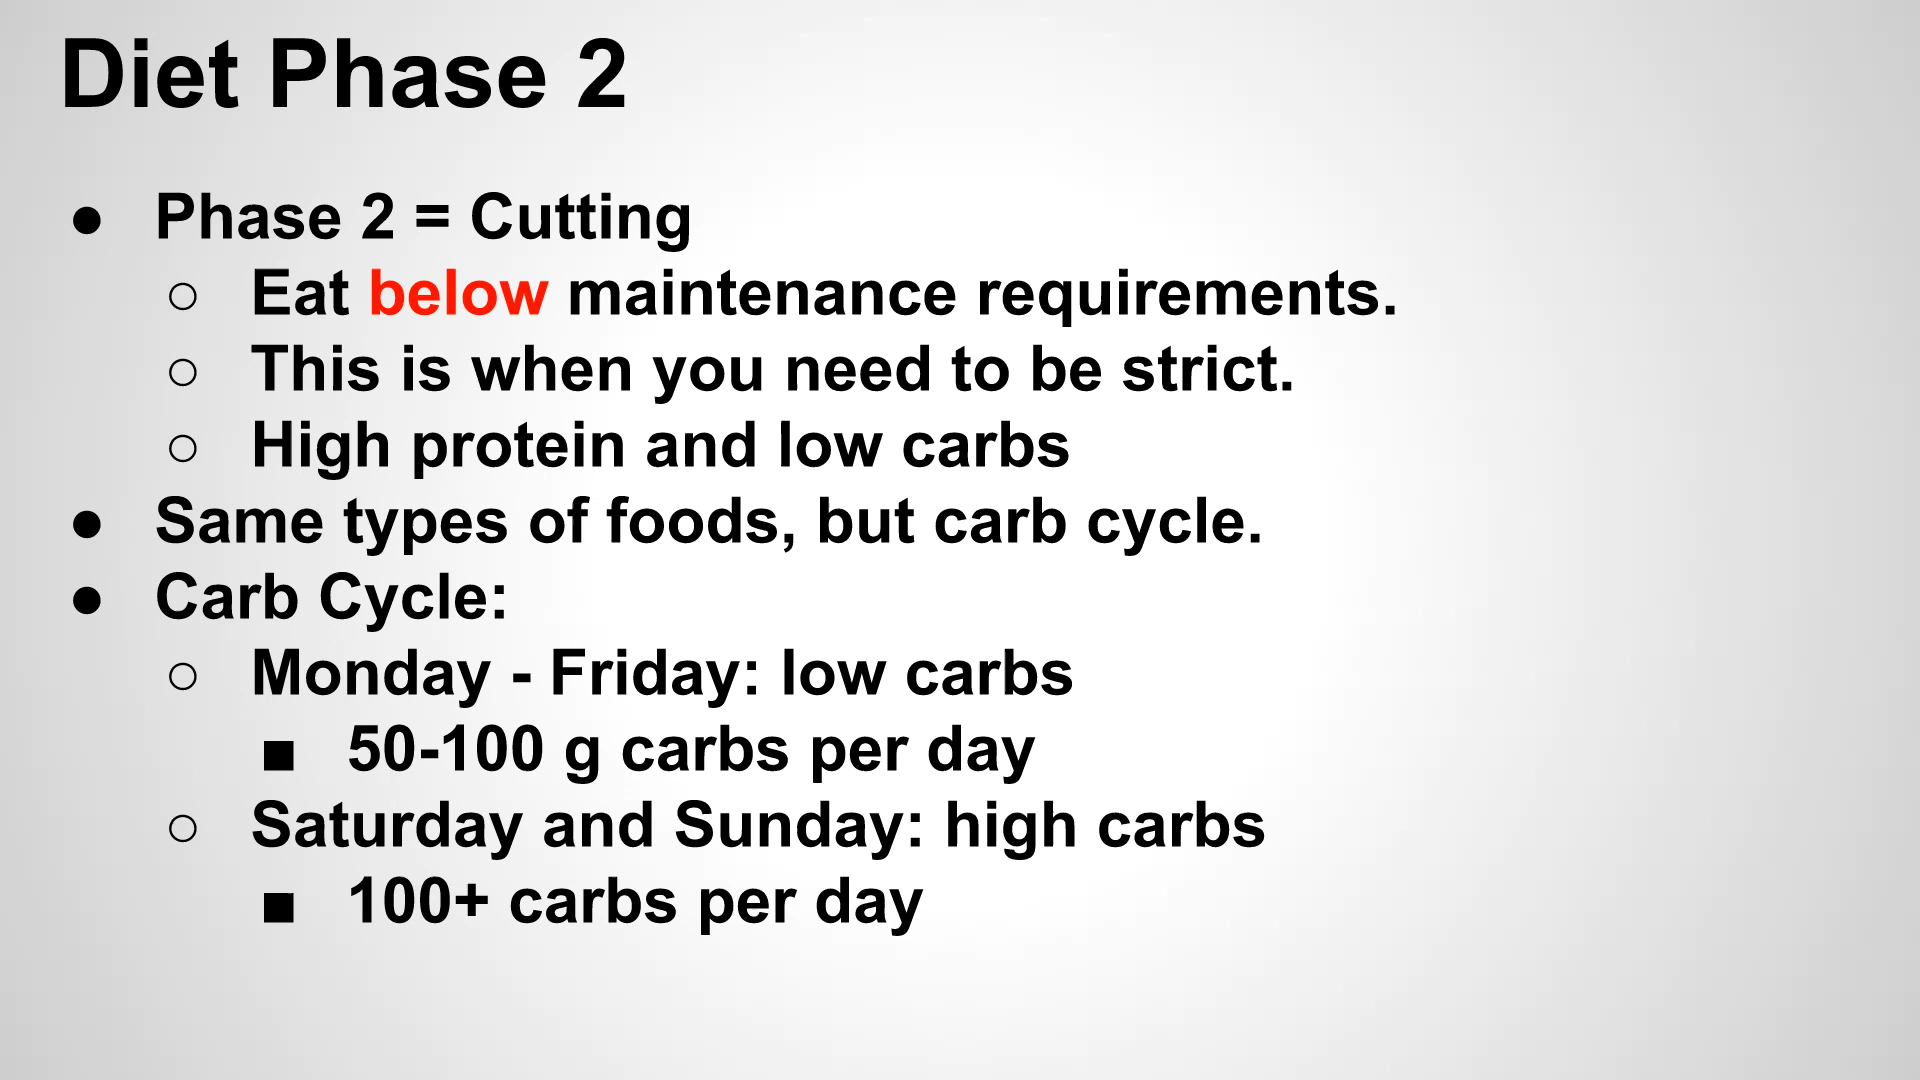 Diet Phase 2
● Phase 2 = Cutting
○ Eat below maintenance requirements.
○ This is when you need to be strict.
○ High protein and low carbs
● Same types of foods, but carb cycle.
● Carb Cycle:
○ Monday - Friday: low carbs
■ 50-100 g carbs per day
○ Saturday and Sunday: high carbs
■ 100+ carbs per day